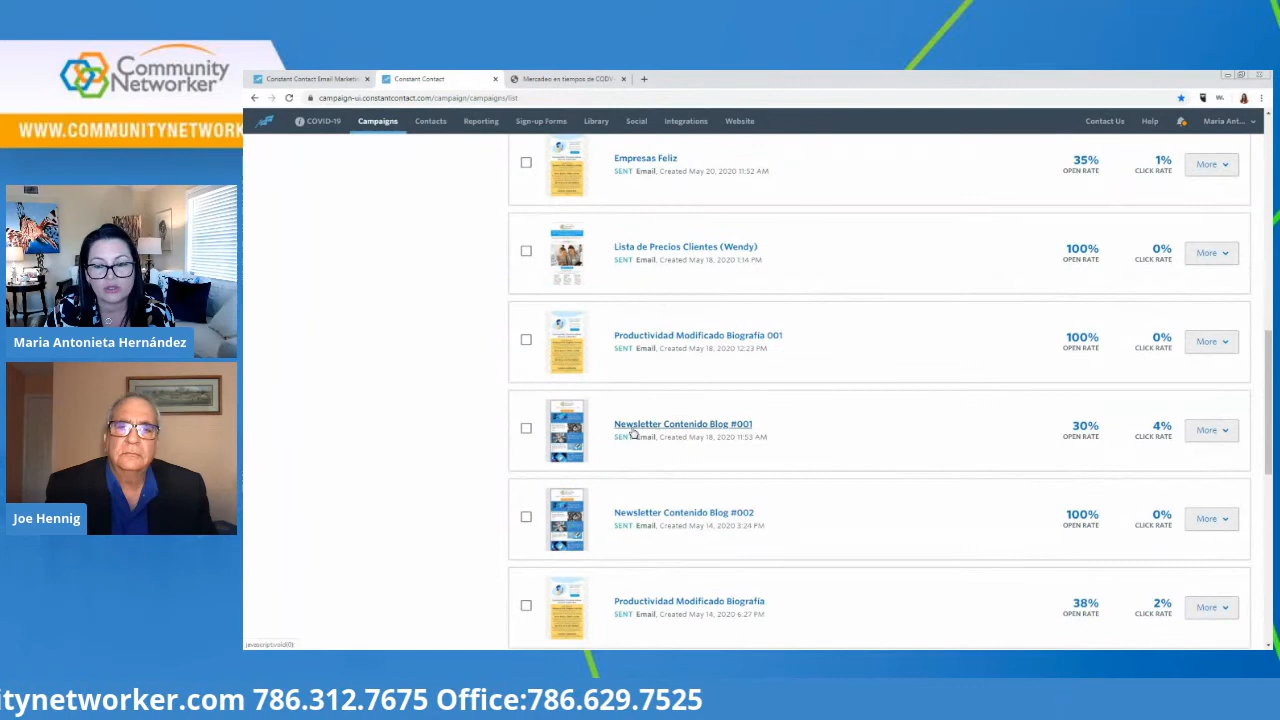 Community
Networker
WWW.COMMUNITYNETWORK
Maria Antonieta Hernández
Joe Hennig
Constant Contact Email Marketin
Constant Contact
Mercadeo en tiempos de COVI
campaign-ui.constantcontact.com/campaign/campaigns/list
COVID-19 Campaigns Contacts Reporting Sign-up Forms Library Social Integrations Website Contact Us Help Maria Ant...
Empresas Feliz
SENT Email, Created May 20, 2020 11:52 AM
35% OPEN RATE
1% CLICK RATE
More
Lista de Precios Clientes (Wendy)
SENT Email, Created May 18, 2020 1:14 PM
100% OPEN RATE
0% CLICK RATE
More
Productividad Modificado Biografía 001
SENT Email, Created May 18, 2020 12:23 PM
100% OPEN RATE
0% CLICK RATE
More
Newsletter Contenido Blog #001
SENT Email, Created May 18, 2020 11:53 AM
30% OPEN RATE
4% CLICK RATE
More
Newsletter Contenido Blog #002
SENT Email, Created May 14, 2020 3:24 PM
100% OPEN RATE
0% CLICK RATE
More
Productividad Modificado Biografía
SENT Email, Created May 14, 2020 6:27 PM
38% OPEN RATE
2% CLICK RATE
More
javascript:void(0);
itynetworker.com 786.312.7675 Office:786.629.7525